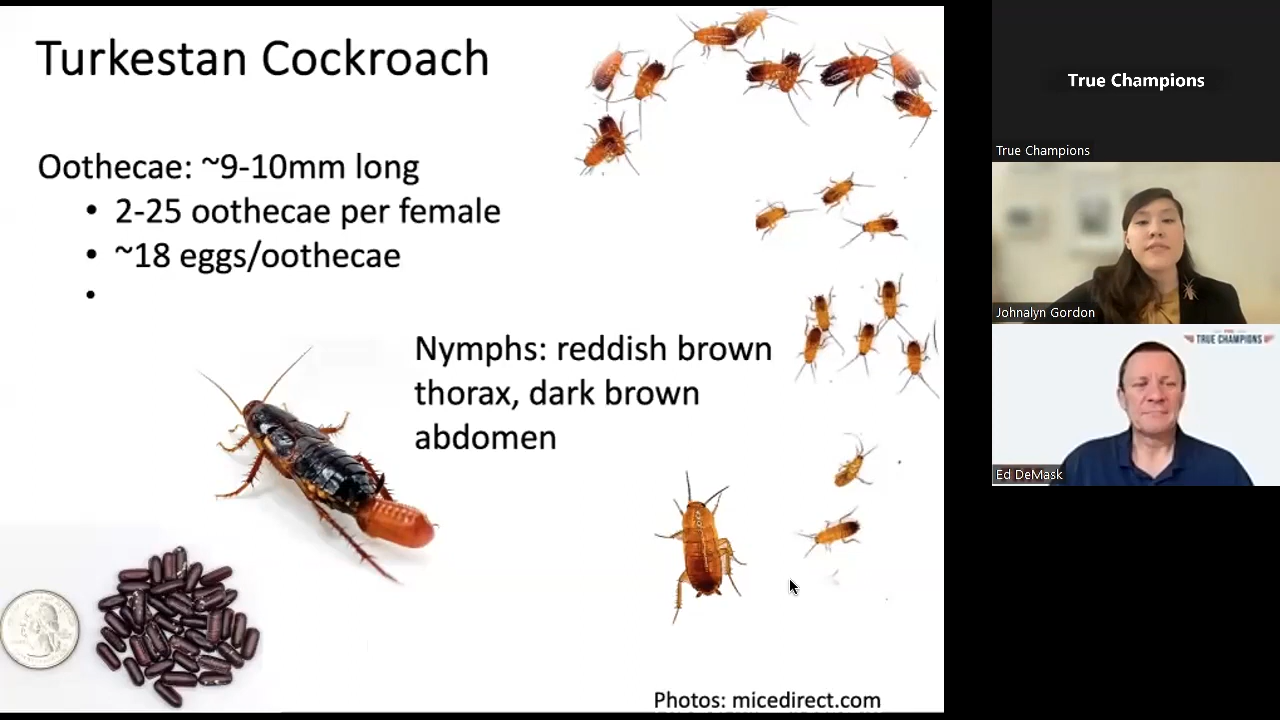 Turkestan Cockroach
Oothecae: ~9-10mm long
• 2-25 oothecae per female
• ~18 eggs/oothecae
•
Nymphs: reddish brown
thorax, dark brown
abdomen
Photos: micedirect.com
True Champions
True Champions
Johnalyn Gordon
TRUE CHAMPIONS
Ed DeMask